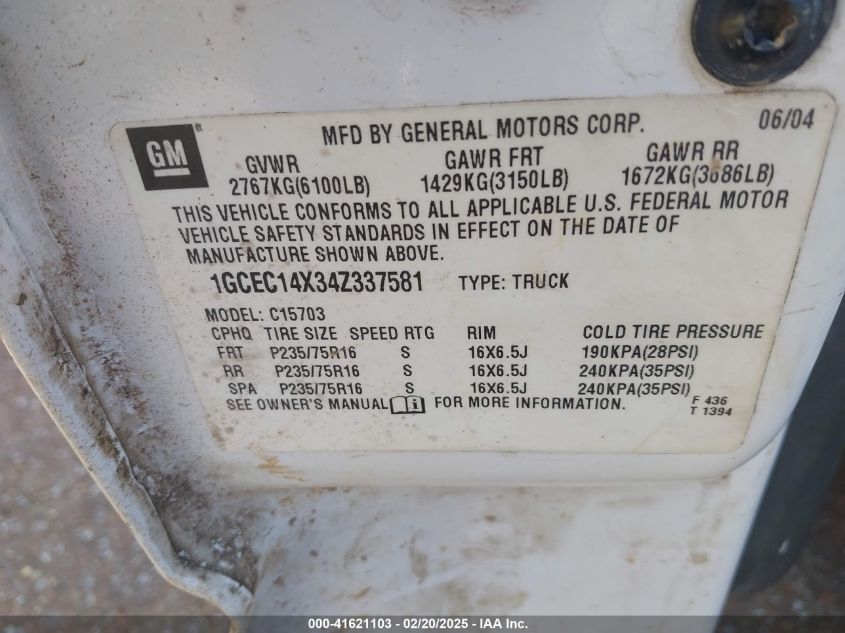 GM
MFD BY GENERAL MOTORS CORP. 06/04
GVWR GAWR FRT GAWR RR
2767KG(6100LB) 1429KG(3150LB) 1672KG(3686LB)
THIS VEHICLE CONFORMS TO ALL APPLICABLE U.S. FEDERAL MOTOR
VEHICLE SAFETY STANDARDS IN EFFECT ON THE DATE OF
MANUFACTURE SHOWN ABOVE.
1GCEC14X34Z337581 TYPE: TRUCK
MODEL: C15703
CPHQ TIRE SIZE SPEED RTG RIM COLD TIRE PRESSURE
FRT P235/75R16 S 16X6.5J 190KPA(28PSI)
RR P235/75R16 S 16X6.5J 240KPA(35PSI)
SPA P235/75R16 S 16X6.5J 240KPA(35PSI)
SEE OWNER'S MANUAL FOR MORE INFORMATION. F 436
T 1394
000-41621103 - 02/20/2025 - IAA Inc.